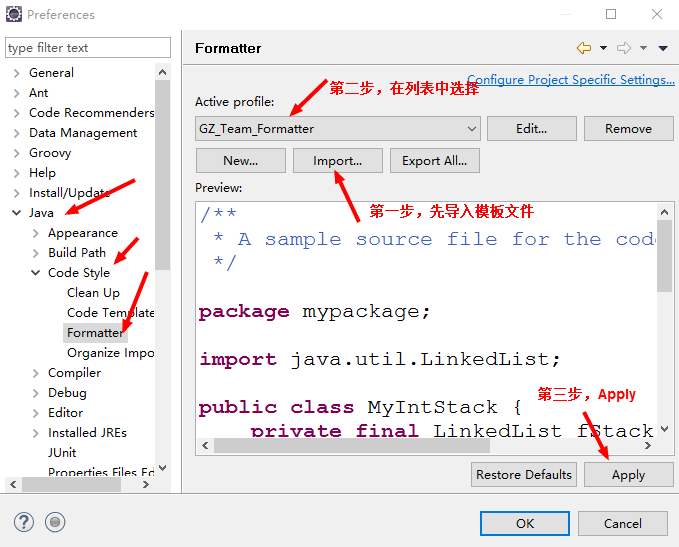 Preferences
type filter text
General
Ant
Code Recommenders
Data Management
Groovy
Help
Install/Update
Java
Appearance
Build Path
Code Style
Clean Up
Code Template
Formatter
Organize Impo
Compiler
Debug
Editor
Installed JREs
JUnit
Properties Files Ed
Formatter
Configure Project Specific Settings...
第二步，在列表中选择
Active profile:
GZ_Team_Formatter
Edit...
Remove
New...
Import...
Export All...
第一步，先导入模板文件
Preview:
/**
* A sample source file for the code
*/
package mypackage;
import java.util.LinkedList;
public class MyIntStack {
private final LinkedList fStack
第三步，Apply
Restore Defaults
Apply
OK
Cancel